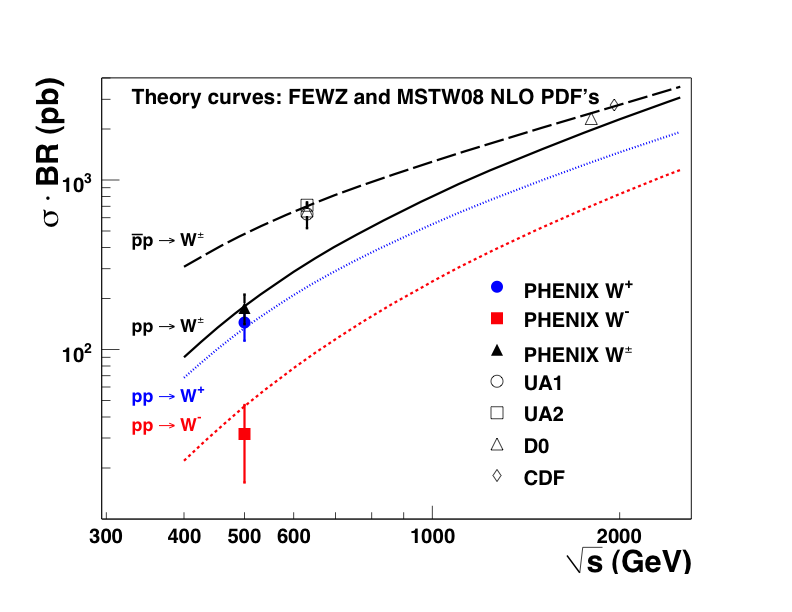 Theory curves: FEWZ and MSTW08 NLO PDF's
σ · BR (pb)
10³
10²
p̅p → W±
pp → W±
pp → W⁺
pp → W⁻
PHENIX W⁺
PHENIX W⁻
PHENIX W±
UA1
UA2
D0
CDF
300 400 500 600 1000 2000
√s (GeV)